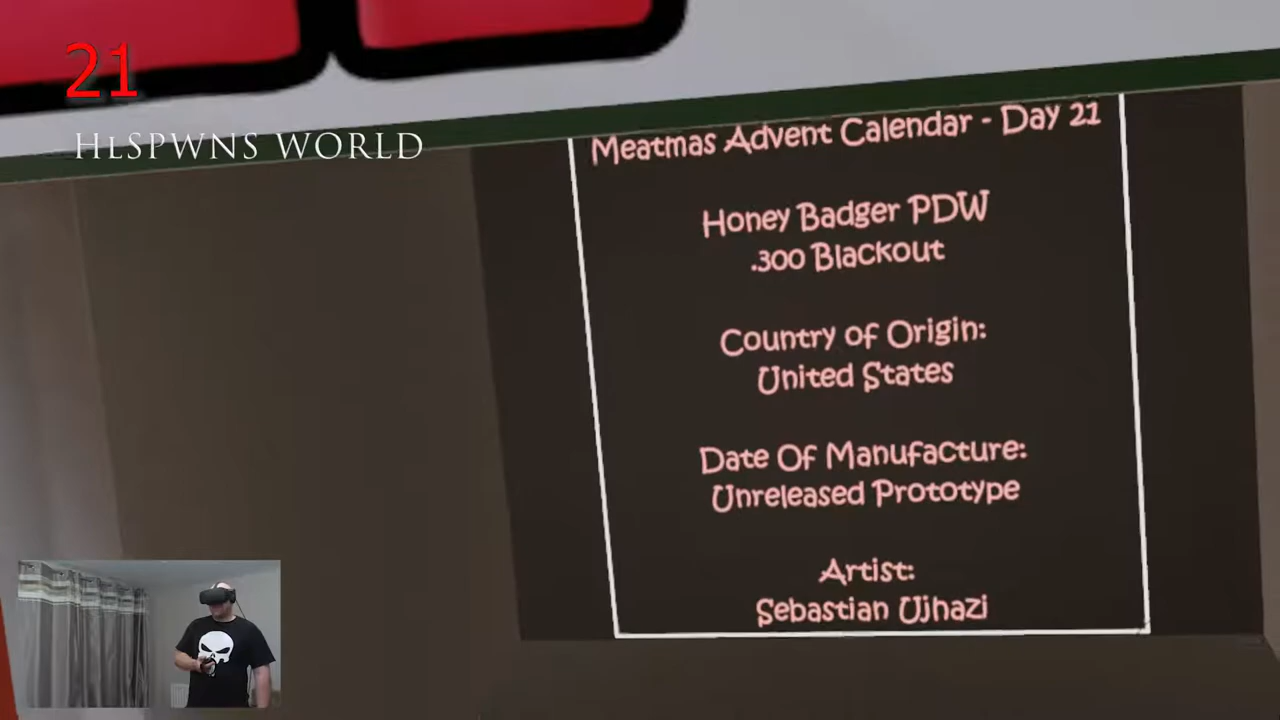 21
HLSPWNS WORLD
Meatmas Advent Calendar - Day 21
Honey Badger PDW
.300 Blackout
Country of Origin:
United States
Date Of Manufacture:
Unreleased Prototype
Artist:
Sebastian Ujhazi